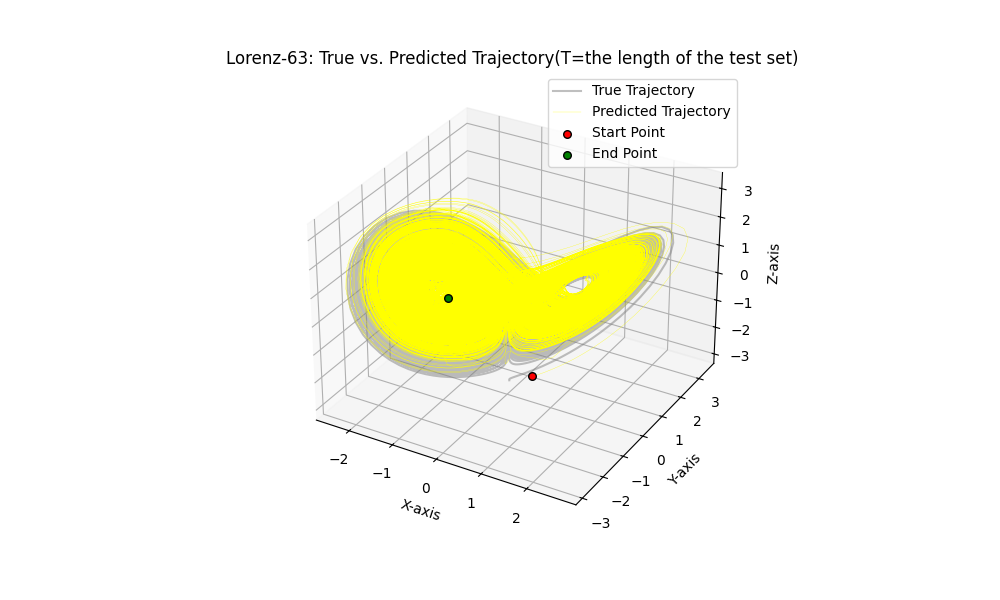 Lorenz-63: True vs. Predicted Trajectory(T=the length of the test set)
True Trajectory
Predicted Trajectory
Start Point
End Point
3
2
1
0
−1
−2
−3
Z-axis
3
2
1
0
−1
−2
−3
Y-axis
−2
−1
0
1
2
X-axis